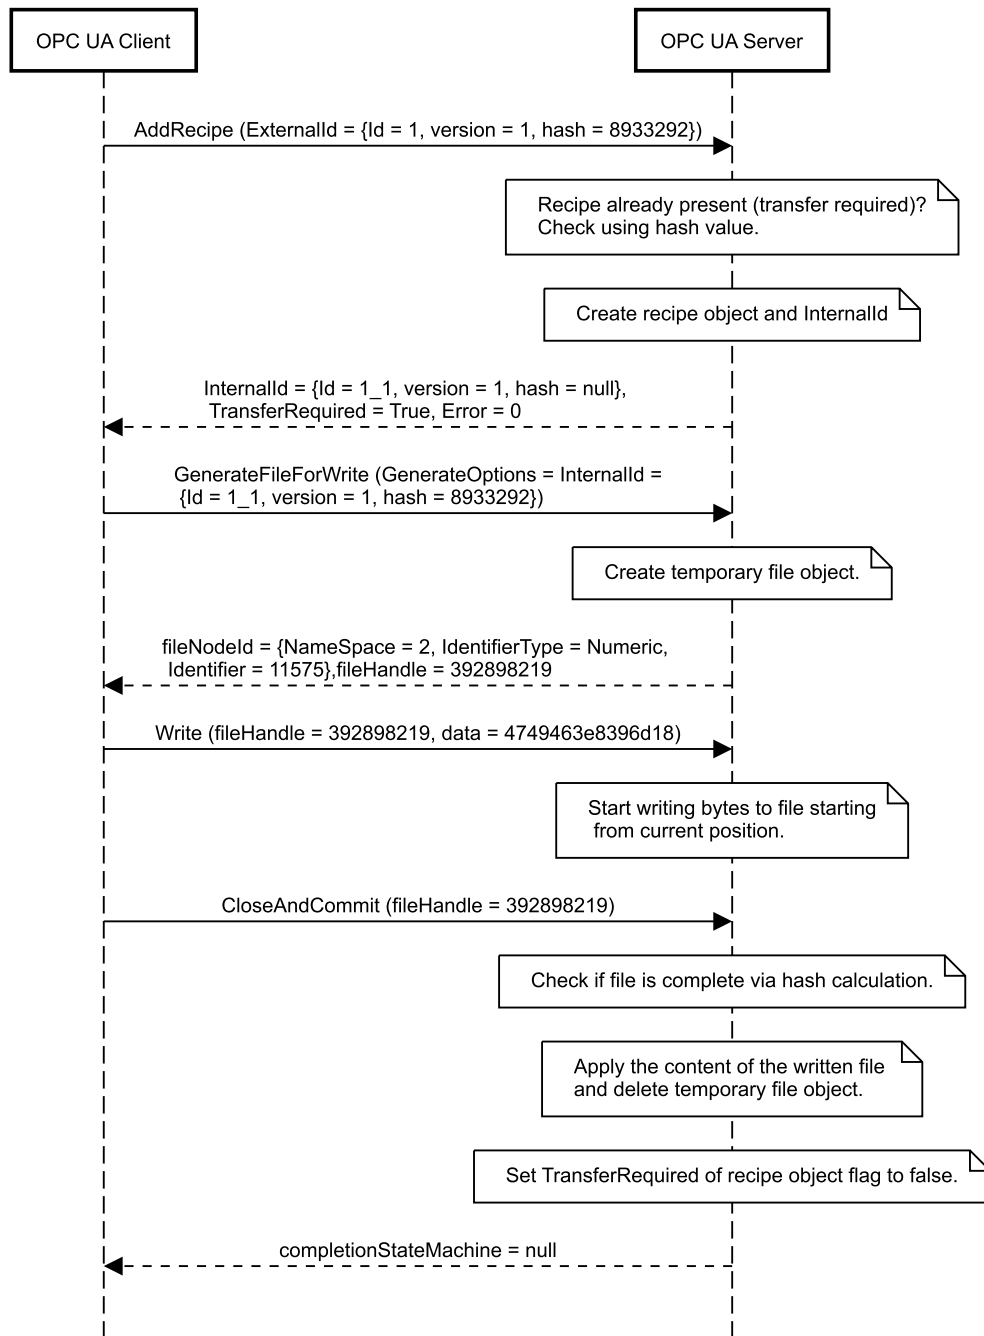 OPC UA Client
OPC UA Server
AddRecipe (ExternalId = {Id = 1, version = 1, hash = 8933292})
Recipe already present (transfer required)?
Check using hash value.
Create recipe object and InternalId
InternalId = {Id = 1_1, version = 1, hash = null},
TransferRequired = True, Error = 0
GenerateFileForWrite (GenerateOptions = InternalId =
{Id = 1_1, version = 1, hash = 8933292})
Create temporary file object.
fileNodeId = {NameSpace = 2, IdentifierType = Numeric,
Identifier = 11575},fileHandle = 392898219
Write (fileHandle = 392898219, data = 4749463e8396d18)
Start writing bytes to file starting
from current position.
CloseAndCommit (fileHandle = 392898219)
Check if file is complete via hash calculation.
Apply the content of the written file
and delete temporary file object.
Set TransferRequired of recipe object flag to false.
completionStateMachine = null